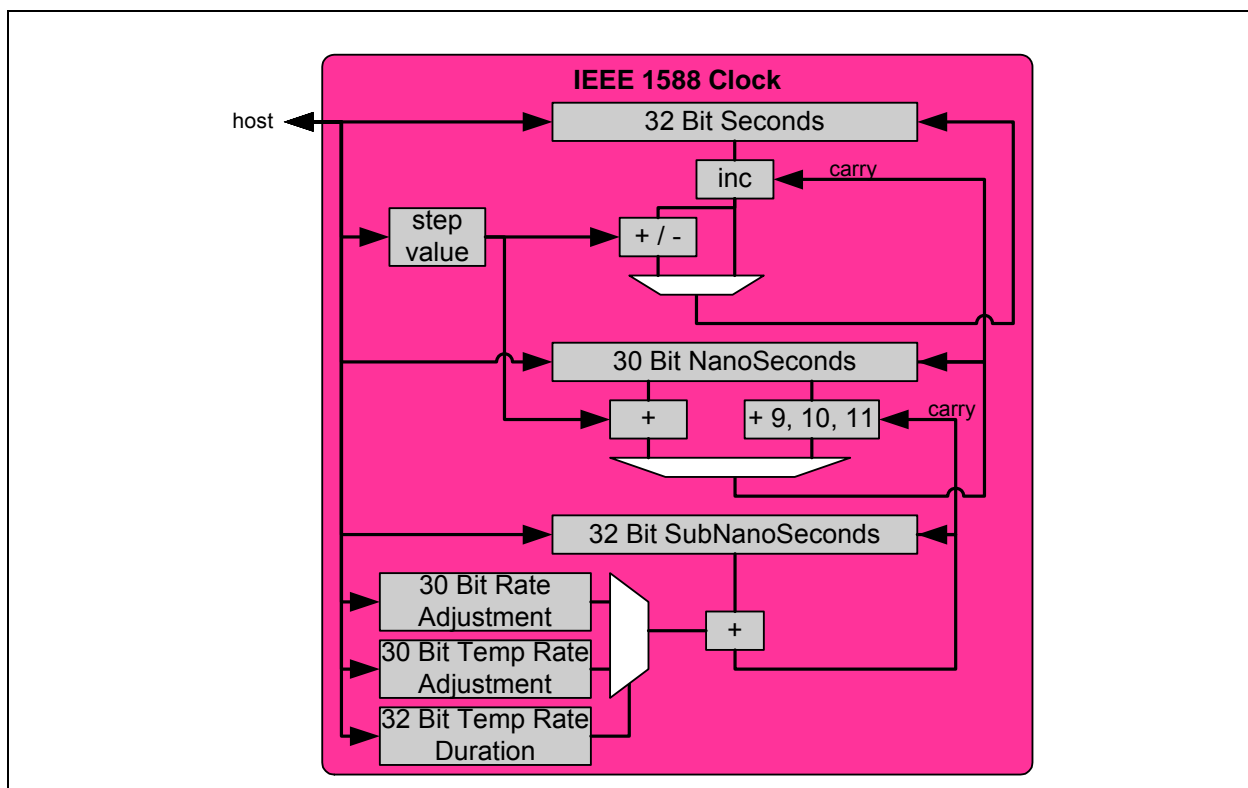 IEEE 1588 Clock
host
32 Bit Seconds
inc
carry
step
value
+ / -
30 Bit NanoSeconds
+
+ 9, 10, 11
carry
32 Bit SubNanoSeconds
30 Bit Rate
Adjustment
+
30 Bit Temp Rate
Adjustment
32 Bit Temp Rate
Duration